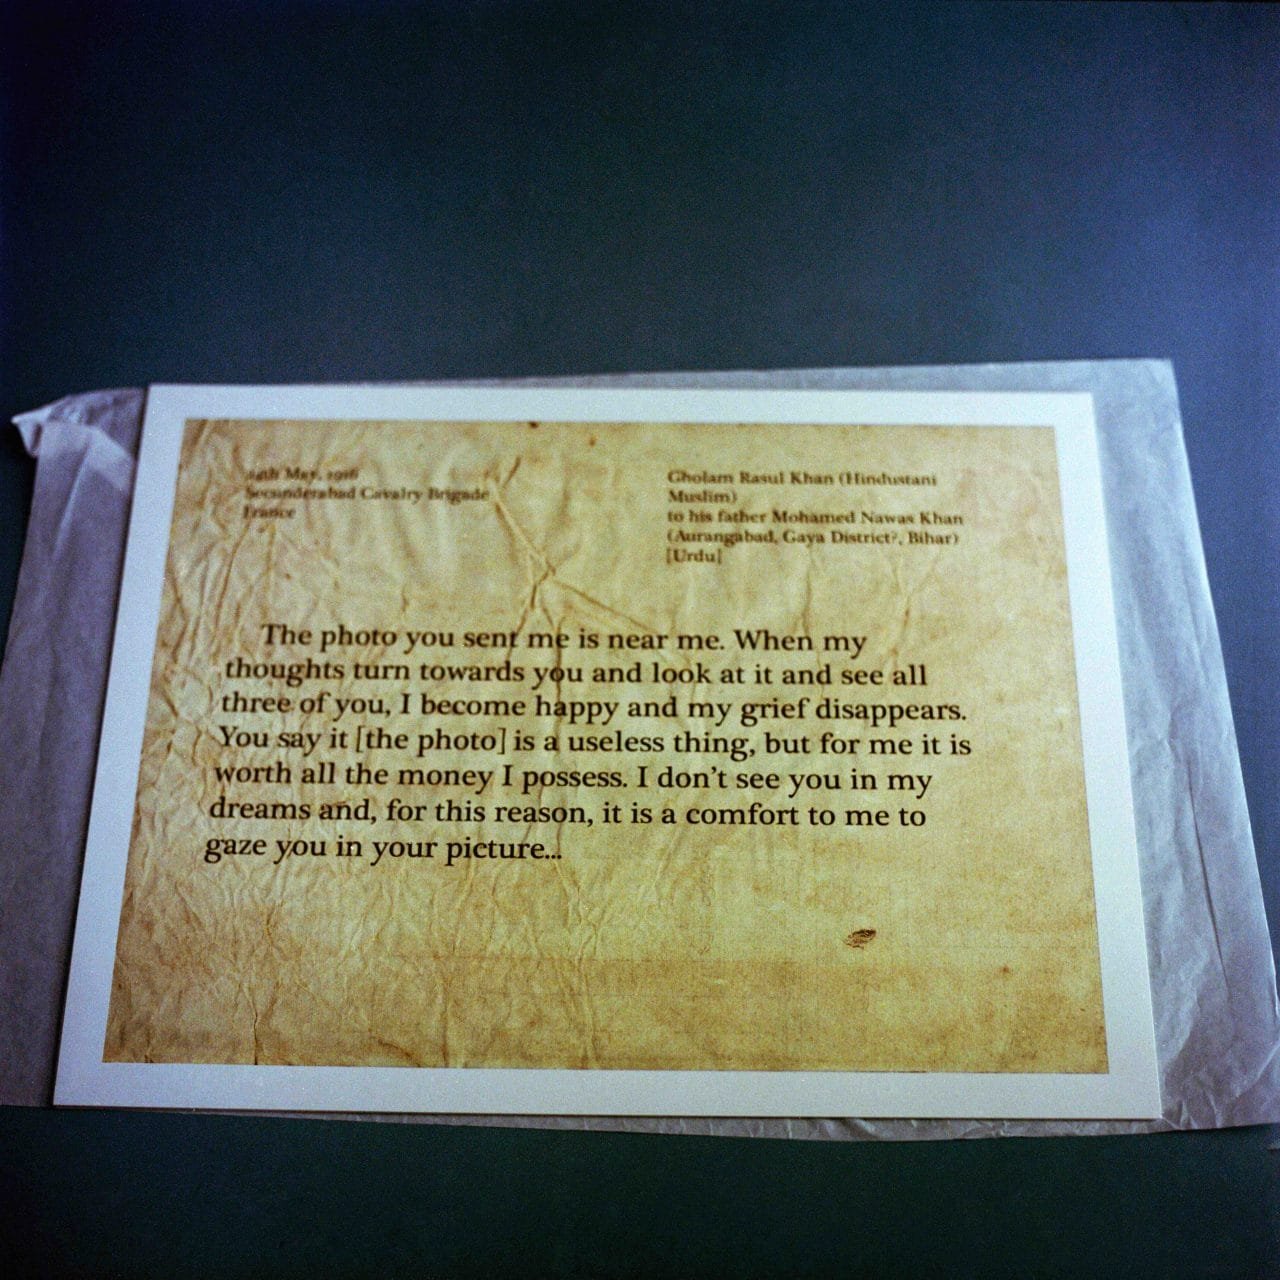 May, 1916
Secunderabad Cavalry Brigade
France
Gholam Rasul Khan (Hindustani
Muslim)
to his father Mohamed Nawas Khan
(Aurangabad, Gaya District?, Bihar)
[Urdu]
The photo you sent me is near me. When my
thoughts turn towards you and look at it and see all
three of you, I become happy and my grief disappears.
You say it [the photo] is a useless thing, but for me it is
worth all the money I possess. I don't see you in my
dreams and, for this reason, it is a comfort to me to
gaze you in your picture...